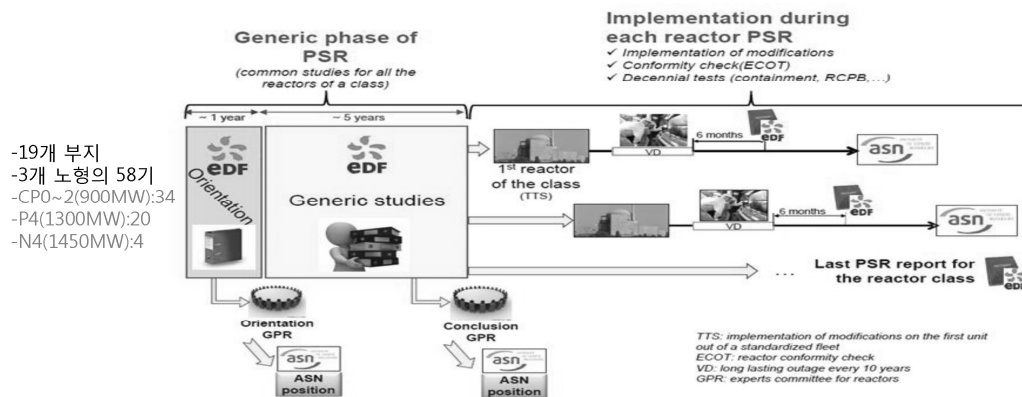 -19개 부지
-3개 노형의 58기
-CP0~2(900MW):34
-P4(1300MW):20
-N4(1450MW):4
Generic phase of
PSR
(common studies for all the
reactors of a class)
Implementation during
each reactor PSR
✓ Implementation of modifications
✓ Conformity check(ECOT)
✓ Decennial tests (containment, RCPB,...)
~ 1 year
~ 5 years
eDF
Orientation
eDF
Generic studies
1st reactor
of the class
(TTS)
VD
6 months
eDF
asn
VD
6 months
eDF
asn
...
Last PSR report for
the reactor class
eDF
Orientation
GPR
asn
ASN
position
Conclusion
GPR
asn
ASN
position
TTS: implementation of modifications on the first unit
out of a standardized fleet
ECOT: reactor conformity check
VD: long lasting outage every 10 years
GPR: experts committee for reactors